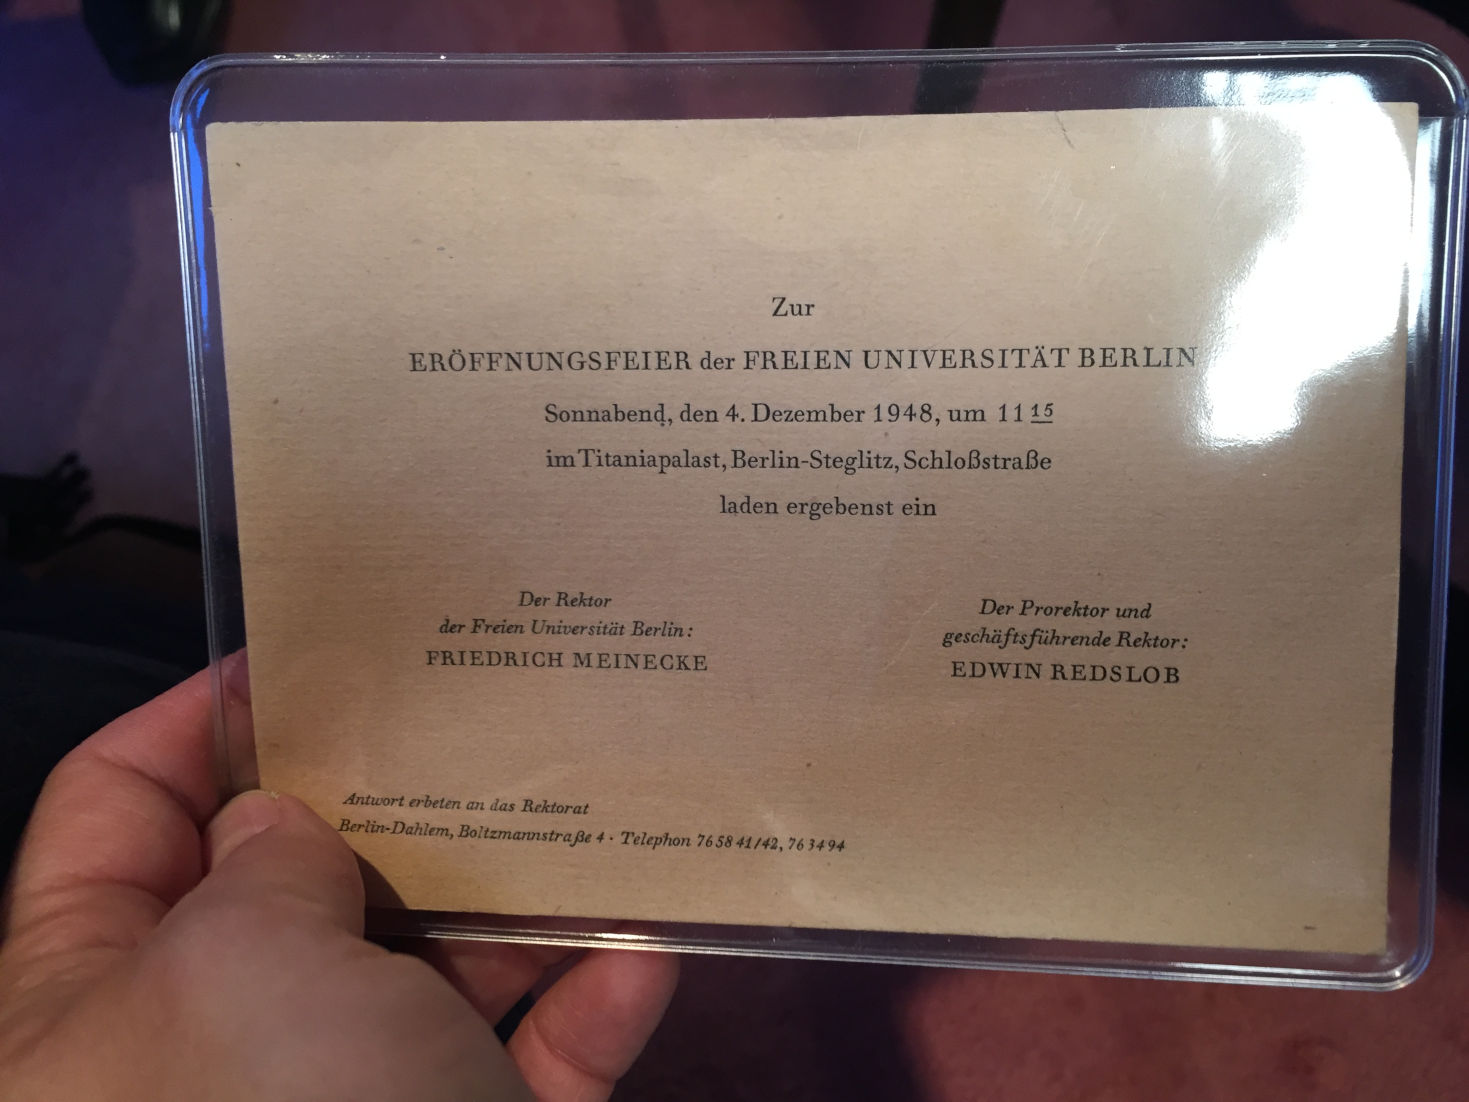 Zur
ERÖFFNUNGSFEIER der FREIEN UNIVERSITÄT BERLIN
Sonnabend, den 4. Dezember 1948, um 11 15
im Titaniapalast, Berlin-Steglitz, Schloßstraße
laden ergebenst ein
Der Rektor
der Freien Universität Berlin:
FRIEDRICH MEINECKE
Der Prorektor und
geschäftsführende Rektor:
EDWIN REDSLOB
Antwort erbeten an das Rektorat
Berlin-Dahlem, Boltzmannstraße 4 · Telephon 76 58 41/42, 76 34 94